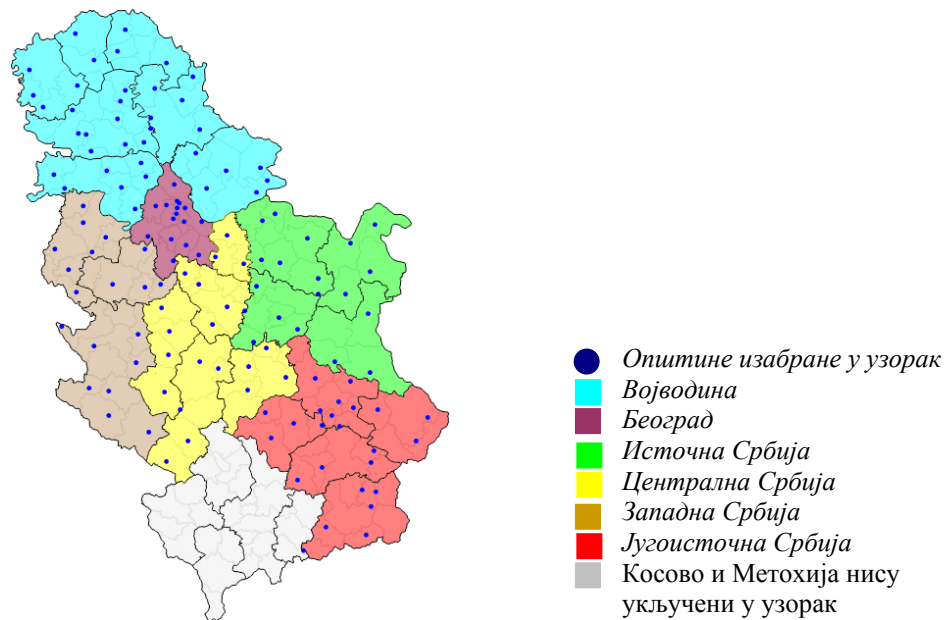 Општине изабране у узорак
Војводина
Београд
Источна Србија
Централна Србија
Западна Србија
Југоисточна Србија
Косово и Метохија нису
укључени у узорак